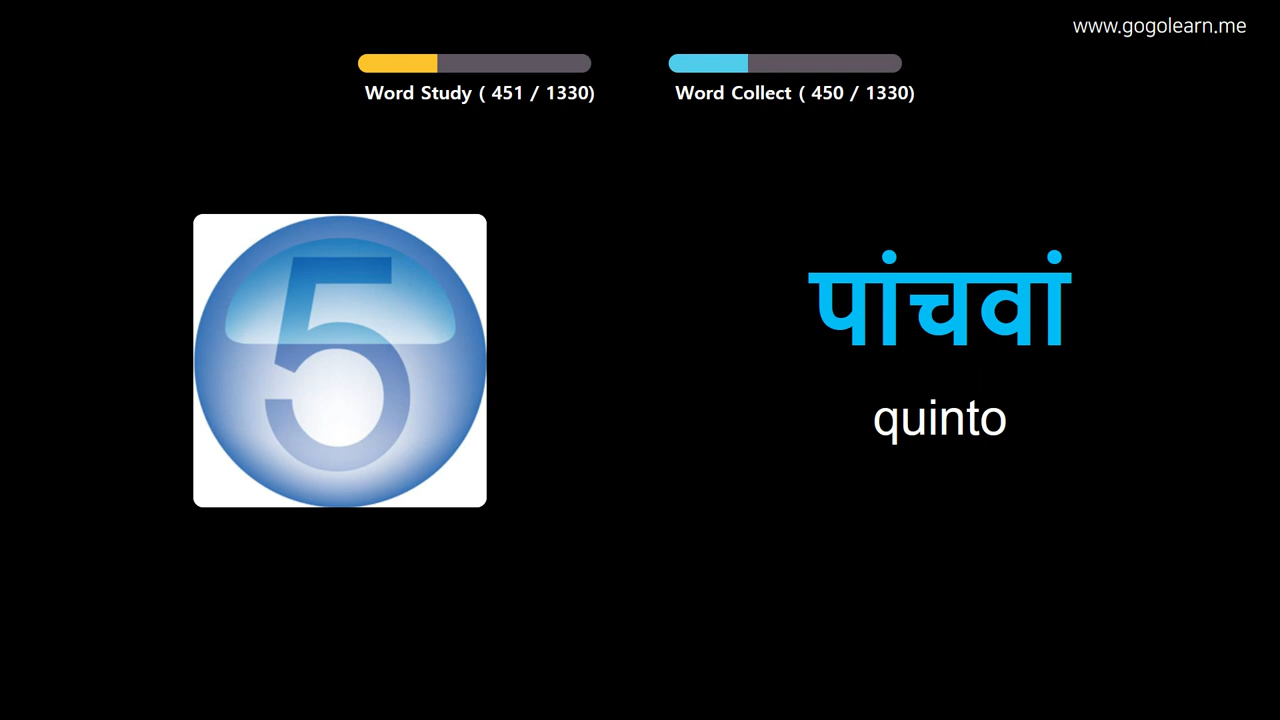 www.gogolearn.me
Word Study ( 451 / 1330)
Word Collect ( 450 / 1330)
5
पांचवां
quinto